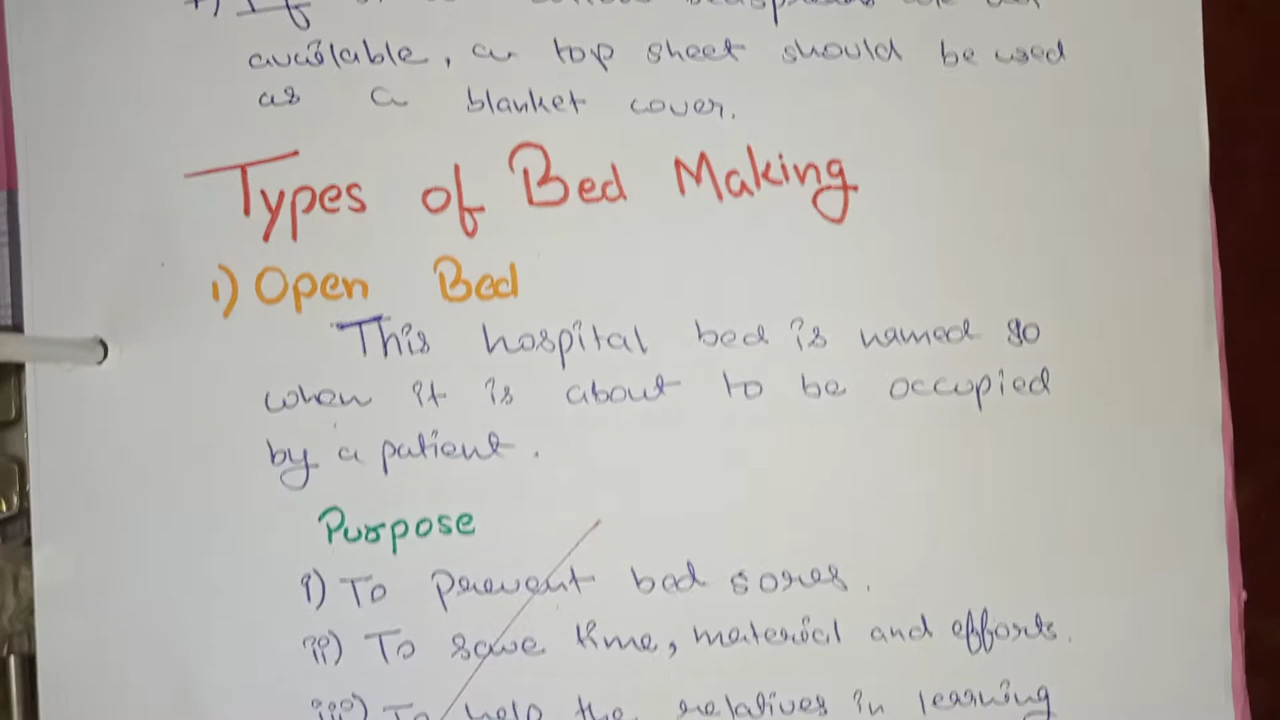 available, a top sheet should be used
as a blanket cover.
Types of Bed Making
1) Open Bed
This hospital bed is named so
when it is about to be occupied
by a patient.
Purpose
i) To prevent bed sores.
ii) To save time, material and efforts.
iii) To help the relatives in learning